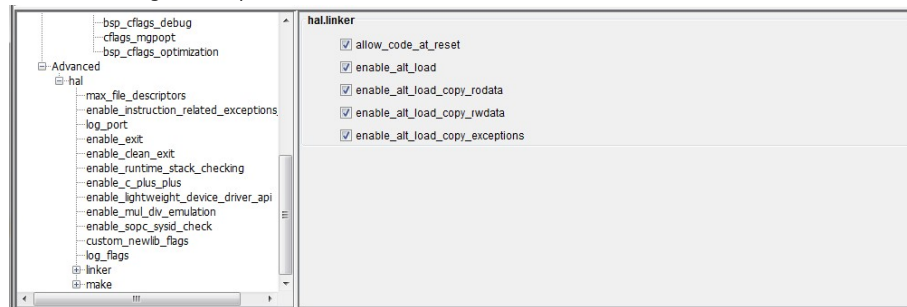 bsp_cflags_debug
cflags_mgpopt
bsp_cflags_optimization
Advanced
hal
max_file_descriptors
enable_instruction_related_exceptions_
log_port
enable_exit
enable_clean_exit
enable_runtime_stack_checking
enable_c_plus_plus
enable_lightweight_device_driver_api
enable_mul_div_emulation
enable_sopc_sysid_check
custom_newlib_flags
log_flags
linker
make
hal.linker
allow_code_at_reset
enable_alt_load
enable_alt_load_copy_rodata
enable_alt_load_copy_rwdata
enable_alt_load_copy_exceptions